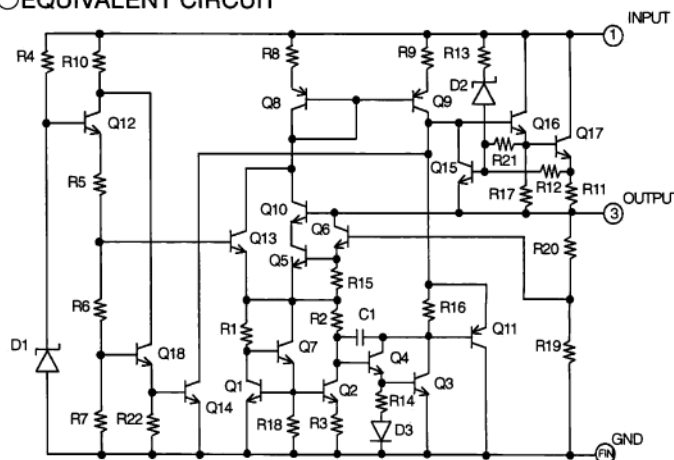 EQUIVALENT CIRCUIT
INPUT
R4
R10
R8
R9
R13
1
D2
Q12
Q8
Q9
Q16
Q17
R21
Q15
R5
R12
R17
R11
OUTPUT
Q10
Q6
3
Q13
Q5
R20
R15
R6
R2
C1
R16
R1
Q11
D1
Q18
Q7
Q4
R19
Q1
Q2
Q3
Q14
R14
R7
R22
R18
R3
D3
GND
FIN